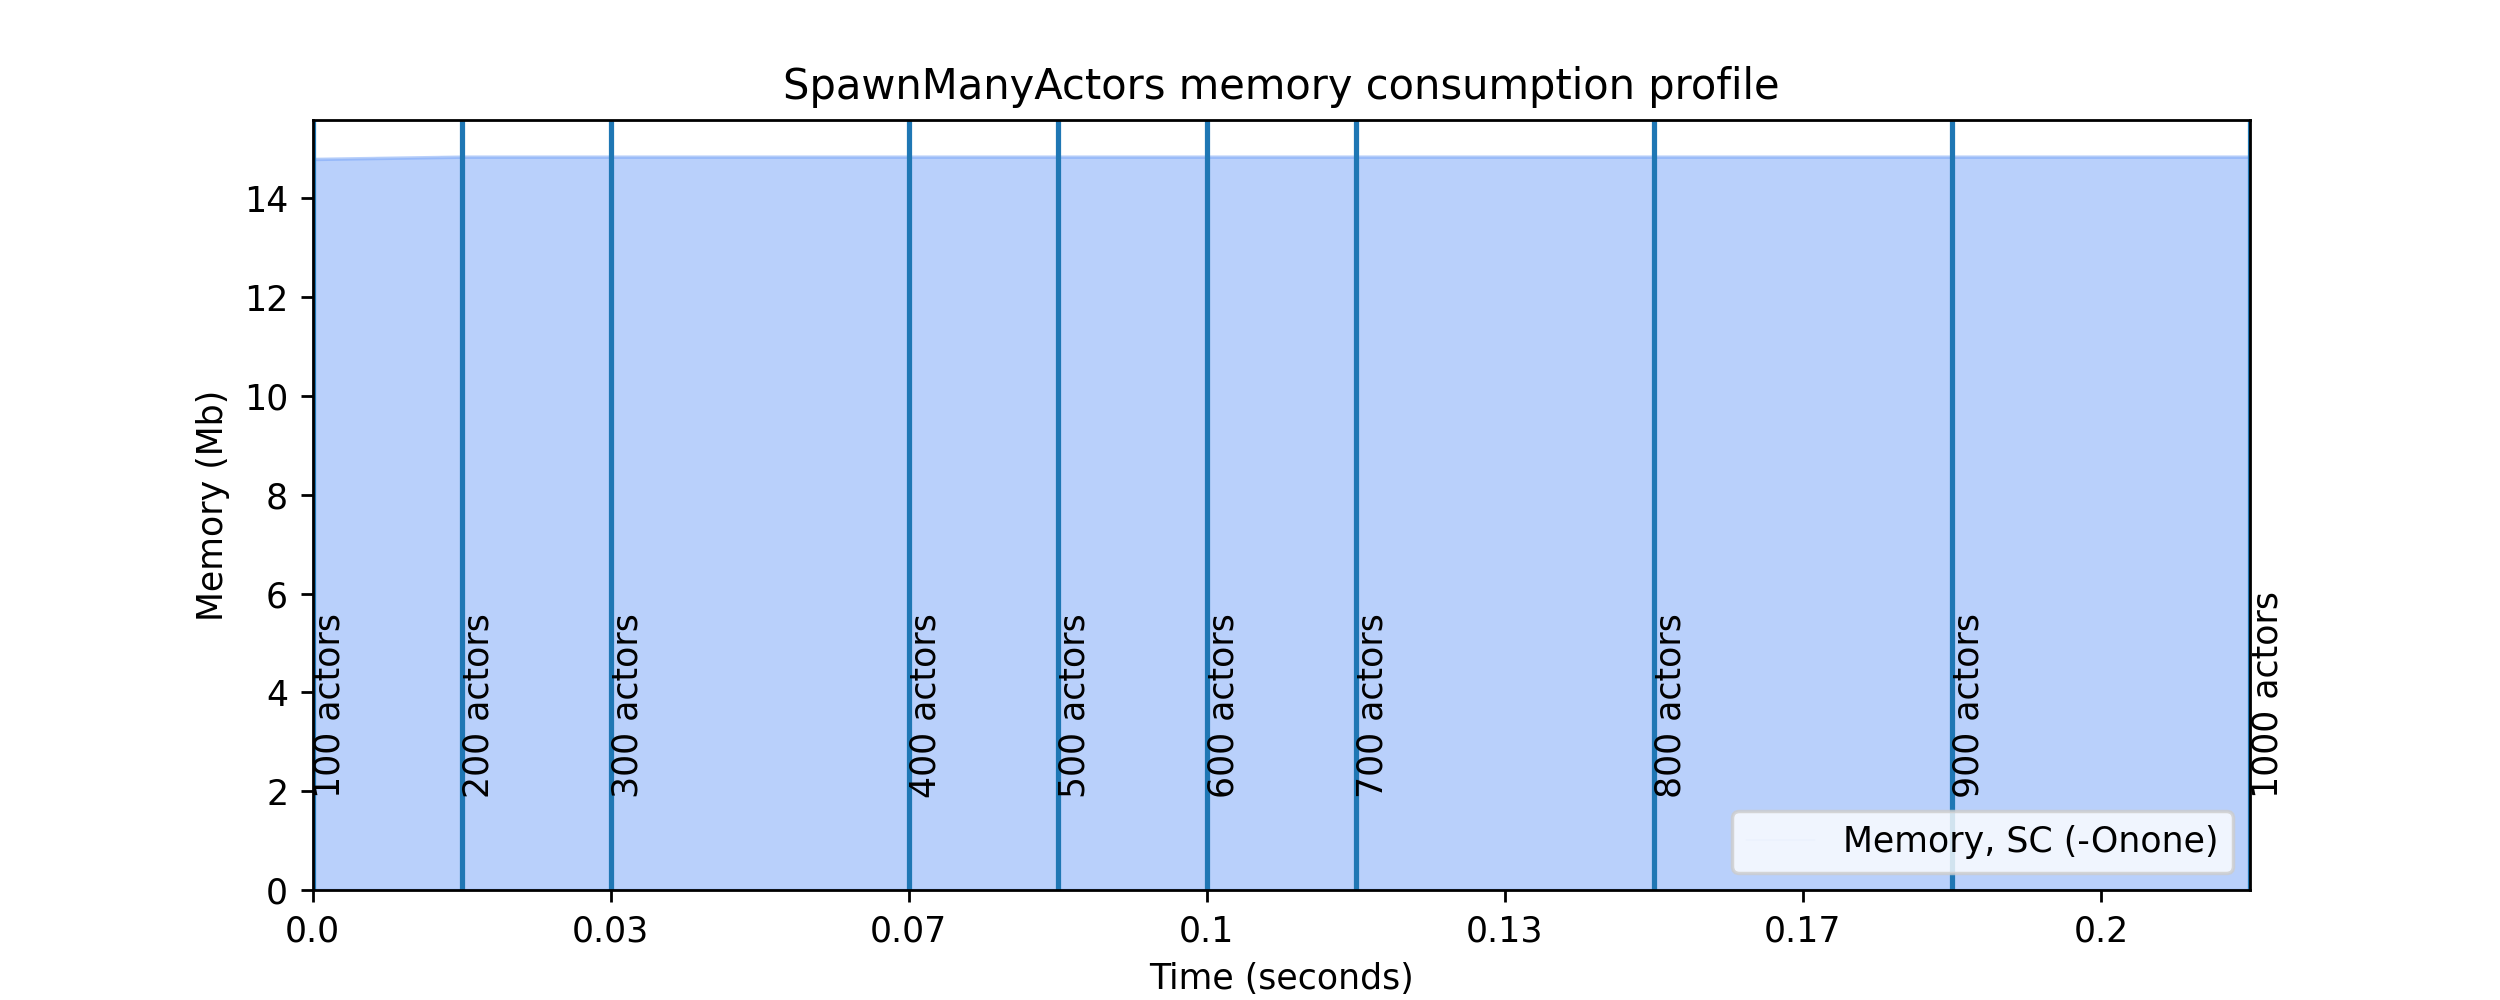 SpawnManyActors memory consumption profile
Memory (Mb)
14
12
10
8
6
4
2
0
100 actors
200 actors
300 actors
400 actors
500 actors
600 actors
700 actors
800 actors
900 actors
1000 actors
Memory, SC (-Onone)
0.0 0.03 0.07 0.1 0.13 0.17 0.2
Time (seconds)